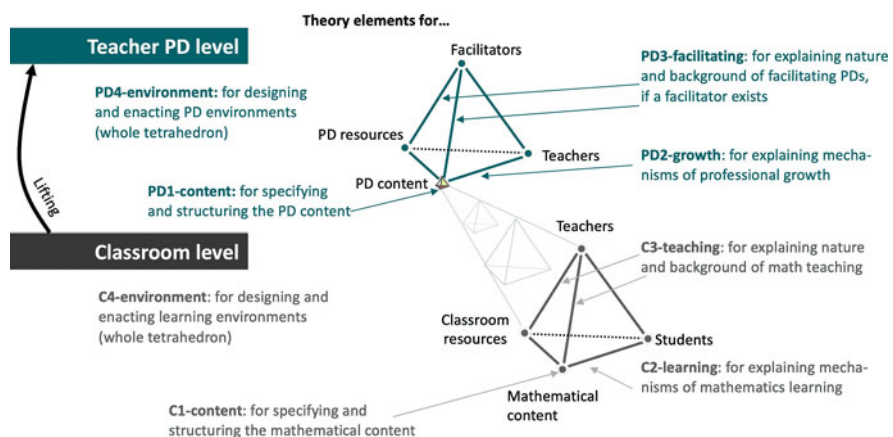 Theory elements for...
Teacher PD level
Facilitators
PD4-environment: for designing
and enacting PD environments
(whole tetrahedron)
PD3-facilitating: for explaining nature
and background of facilitating PDs,
if a facilitator exists
PD resources
Teachers
PD content
PD2-growth: for explaining mecha-
nisms of professional growth
PD1-content: for specifying
and structuring the PD content
Lifting
Classroom level
Teachers
C3-teaching: for explaining nature
and background of math teaching
C4-environment: for designing and
enacting learning environments
(whole tetrahedron)
Classroom
resources
Students
C2-learning: for explaining mecha-
nisms of mathematics learning
Mathematical
content
C1-content: for specifying and
structuring the mathematical content